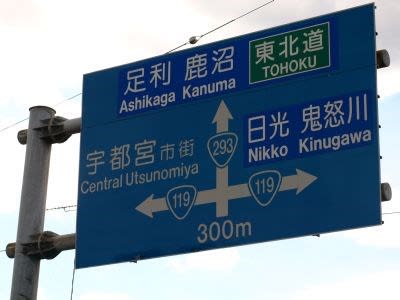 足利 鹿沼
Ashikaga Kanuma
東北道
TOHOKU
宇都宮市街
Central Utsunomiya
293
日光 鬼怒川
Nikko Kinugawa
119
119
300m